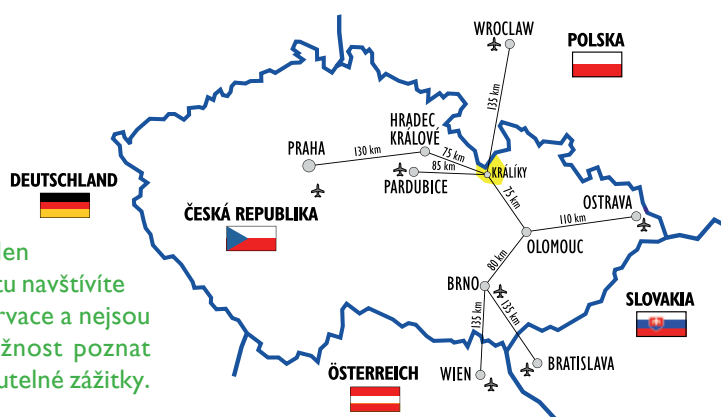 WROCLAW
POLSKA
135 km
HRADEC
KRÁLOVÉ
PRAHA
130 km
75 km
85 km
KRÁLÍKY
PARDUBICE
DEUTSCHLAND
75 km
OSTRAVA
110 km
ČESKÁ REPUBLIKA
OLOMOUC
80 km
len
tu navštívíte
rvace a nejsou
žnost poznat
utelné zážitky.
BRNO
SLOVAKIA
135 km
135 km
BRATISLAVA
ÖSTERREICH
WIEN